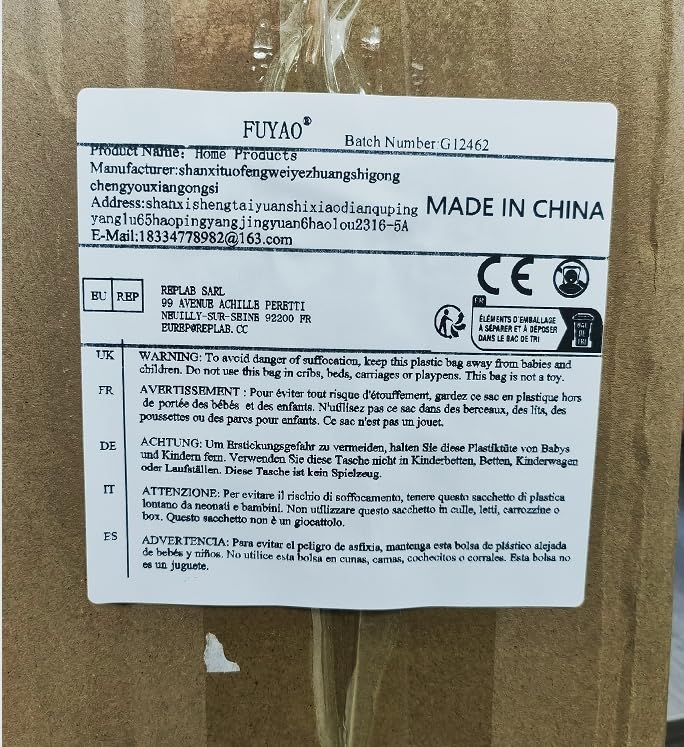 FUYAO®
Batch Number:G12462
Product Name: Home Products
Manufacturer:shanxituofengweiyezhuangshigong
chengyouxiangongsi
Address:shanxishengtaiyuanshixiaodianquping
yanglu65haopingyangjingyuan6haolou2316-5A
E-Mail:18334778982@163.com
MADE IN CHINA
CE
EU REP
REPLAB SARL
99 AVENUE ACHILLE PERETTI
NEUILLY-SUR-SEINE 92200 FR
EUREP@REPLAB.CC
FR
ÉLÉMENTS D'EMBALLAGE
À SÉPARER ET À DÉPOSER
DANS LE BAC DE TRI
BAC
DE
TRI
UK
WARNING: To avoid danger of suffocation, keep this plastic bag away from babies and
children. Do not use this bag in cribs, beds, carriages or playpens. This bag is not a toy.
FR
AVERTISSEMENT : Pour éviter tout risque d'étouffement, gardez ce sac en plastique hors
de portée des bébés et des enfants. N'utilisez pas ce sac dans des berceaux, des lits, des
poussettes ou des parcs pour enfants. Ce sac n'est pas un jouet.
DE
ACHTUNG: Um Erstickungsgefahr zu vermeiden, halten Sie diese Plastiktüte von Babys
und Kindern fern. Verwenden Sie diese Tasche nicht in Kinderbetten, Betten, Kinderwagen
oder Laufställen. Diese Tasche ist kein Spielzeug.
IT
ATTENZIONE: Per evitare il rischio di soffocamento, tenere questo sacchetto di plastica
lontano da neonati e bambini. Non utilizzare questo sacchetto in culle, letti, carrozzine o
box. Questo sacchetto non è un giocattolo.
ES
ADVERTENCIA: Para evitar el peligro de asfixia, mantenga esta bolsa de plástico alejada
de bebés y niños. No utilice esta bolsa en cunas, camas, cochecitos o corrales. Esta bolsa no
es un juguete.